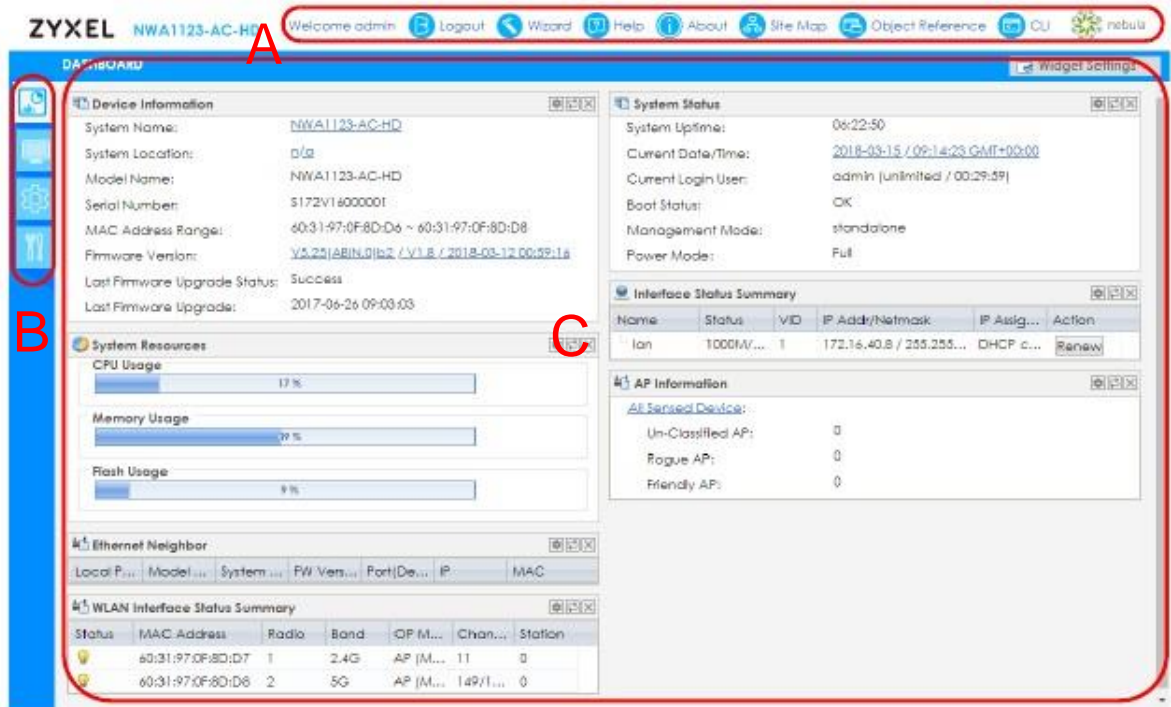 ZYXEL NWA1123-AC-HD
A
Welcome admin Logout Wizard Help About Site Map Object Reference CLI nebula
DASHBOARD
Widget Settings
B
C
Device Information
System Name: NWA1123-AC-HD
System Location: n/a
Model Name: NWA1123-AC-HD
Serial Number: S172V16000001
MAC Address Range: 60:31:97:0F:8D:D6 ~ 60:31:97:0F:8D:D8
Firmware Version: V5.25(ABIN.0)b2 / V1.8 / 2018-03-12 00:59:16
Last Firmware Upgrade Status: Success
Last Firmware Upgrade: 2017-06-26 09:03:03
System Resources
CPU Usage
17 %
Memory Usage
39 %
Flash Usage
9 %
Ethernet Neighbor
Local P... Model ... System ... FW Vers... Port(De... IP MAC
WLAN Interface Status Summary
Status MAC Address Radio Band OP M... Chan... Station
60:31:97:0F:8D:D7 1 2.4G AP (M... 11 0
60:31:97:0F:8D:D8 2 5G AP (M... 149/1... 0
System Status
System Uptime: 06:22:50
Current Date/Time: 2018-03-15 / 09:14:23 GMT+00:00
Current Login User: admin (unlimited / 00:29:59)
Boot Status: OK
Management Mode: standalone
Power Mode: Full
Interface Status Summary
Name Status VID IP Addr/Netmask IP Assig... Action
lan 1000M/... 1 172.16.40.8 / 255.255... DHCP c... Renew
AP Information
All Sensed Device:
Un-Classified AP: 0
Rogue AP: 0
Friendly AP: 0